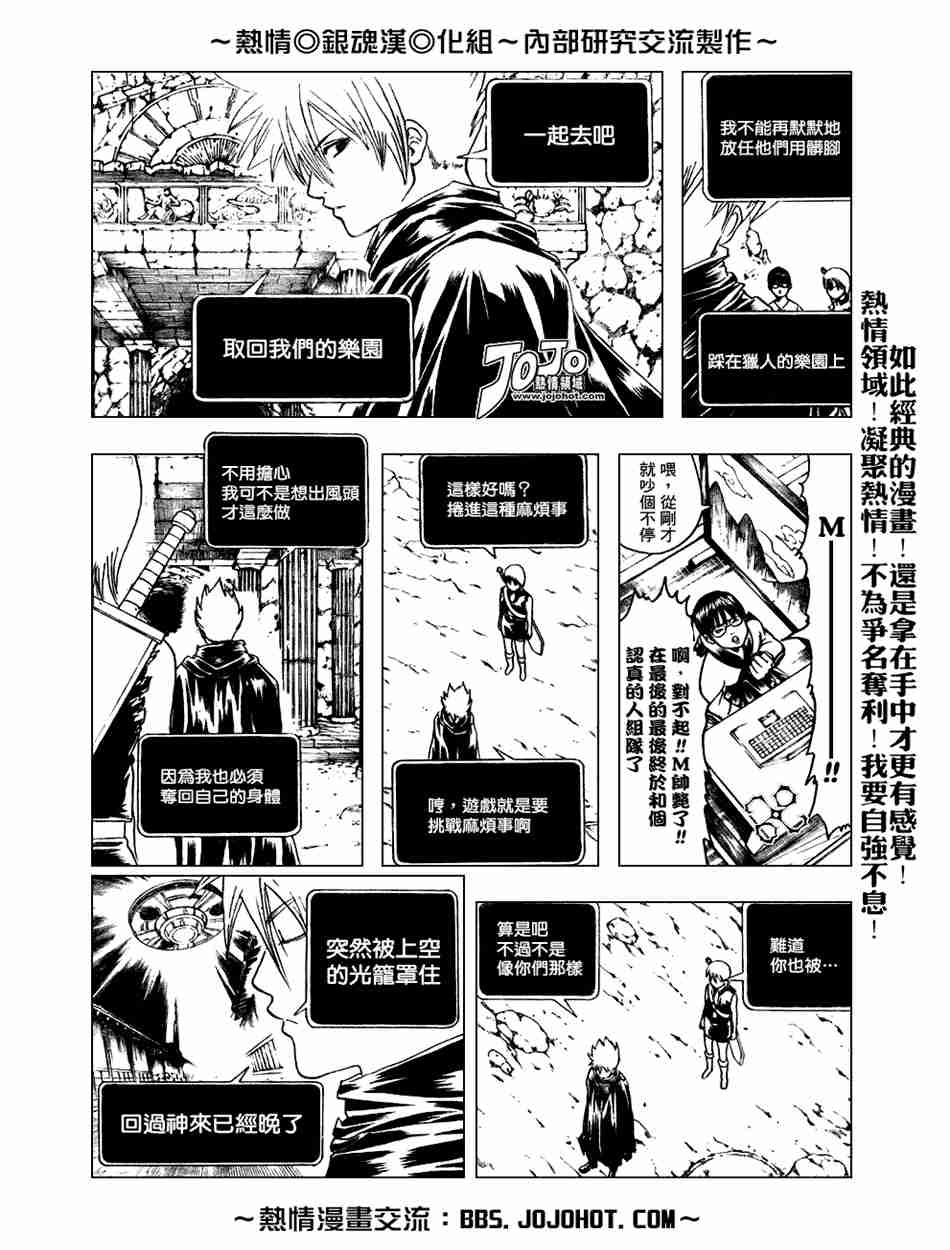 ～熱情◎銀魂漢◎化組～內部研究交流製作～
我不能再默默地
放任他們用髒腳
踩在獵人的樂園上
一起去吧
取回我們的樂園
JOJO
熱情領域
www.jojohot.com
喂，從剛才
就吵個不停
M
!!
啊，對不起!!M帥斃了!!
在最後的最後終於和個
認真的人組隊了
這樣好嗎？
捲進這種麻煩事
哼，遊戲就是要
挑戰麻煩事啊
不用擔心
我可不是想出風頭
才這麼做
因為我也必須
奪回自己的身體
難道
你也被…
算是吧
不過不是
像你們那樣
突然被上空
的光籠罩住
回過神來已經晚了
如此經典的漫畫！還是拿在手中才更有感覺！
熱情領域！凝聚熱情！不為爭名奪利！我要自強不息！
～熱情漫畫交流：BBS.JOJOHOT.COM～